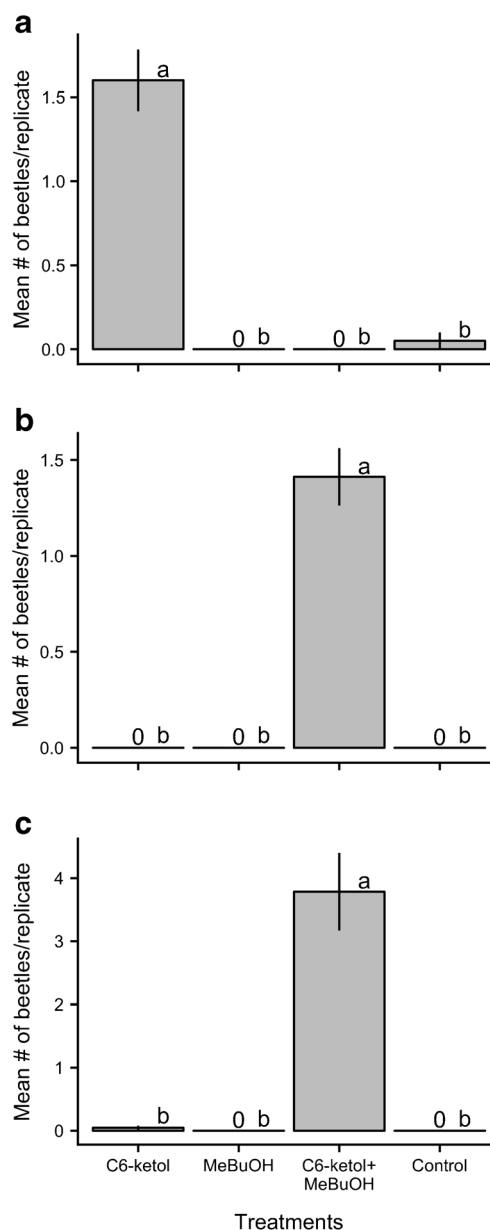 a
Mean # of beetles/replicate
1.5
1.0
0.5
0.0
a
0 b
0 b
b
b
Mean # of beetles/replicate
1.5
1.0
0.5
0.0
0 b
0 b
a
0 b
c
Mean # of beetles/replicate
4
3
2
1
0
b
0 b
a
0 b
C6-ketol
MeBuOH
C6-ketol+
MeBuOH
Control
Treatments